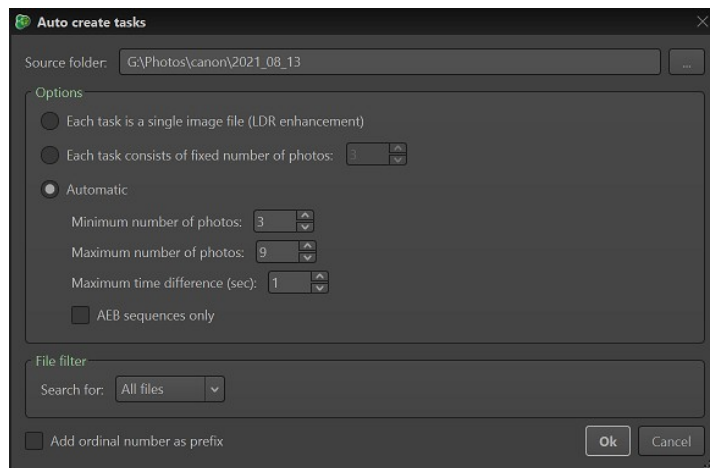 Auto create tasks
Source folder: G:\Photos\canon\2021_08_13 ...
Options
Each task is a single image file (LDR enhancement)
Each task consists of fixed number of photos: 3
Automatic
Minimum number of photos: 3
Maximum number of photos: 9
Maximum time difference (sec): 1
AEB sequences only
File filter
Search for: All files
Add ordinal number as prefix Ok Cancel